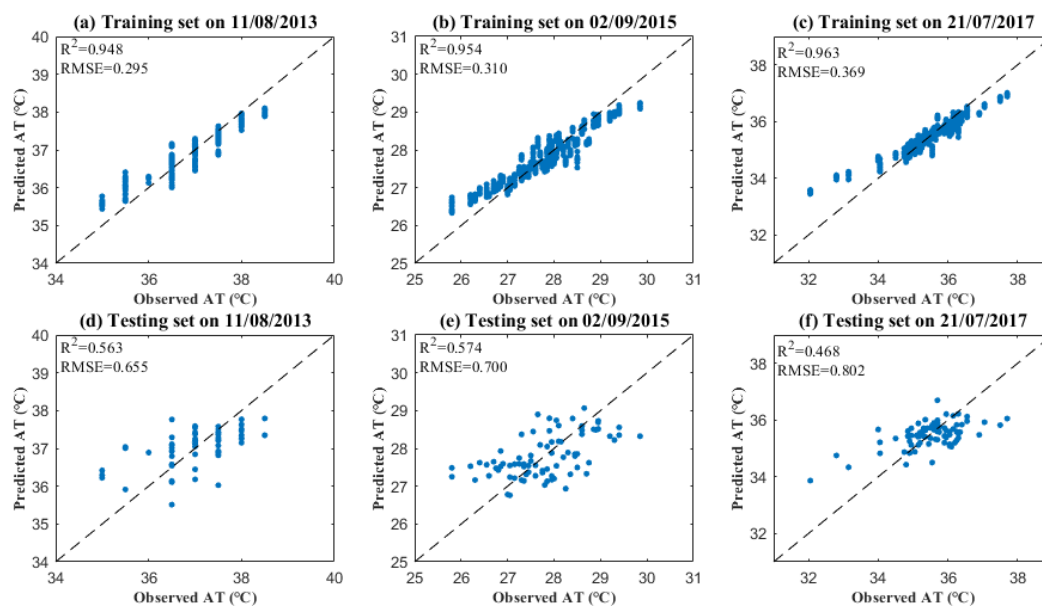 (a) Training set on 11/08/2013
R²=0.948
RMSE=0.295
40
39
38
37
36
35
34
34
36
38
40
Predicted AT (°C)
Observed AT (°C)
(b) Training set on 02/09/2015
R²=0.954
RMSE=0.310
31
30
29
28
27
26
25
25
26
27
28
29
30
31
Predicted AT (°C)
Observed AT (°C)
(c) Training set on 21/07/2017
R²=0.963
RMSE=0.369
38
36
34
32
32
34
36
38
Predicted AT (°C)
Observed AT (°C)
(d) Testing set on 11/08/2013
R²=0.563
RMSE=0.655
40
39
38
37
36
35
34
34
36
38
40
Predicted AT (°C)
Observed AT (°C)
(e) Testing set on 02/09/2015
R²=0.574
RMSE=0.700
31
30
29
28
27
26
25
25
26
27
28
29
30
31
Predicted AT (°C)
Observed AT (°C)
(f) Testing set on 21/07/2017
R²=0.468
RMSE=0.802
38
36
34
32
32
34
36
38
Predicted AT (°C)
Observed AT (°C)